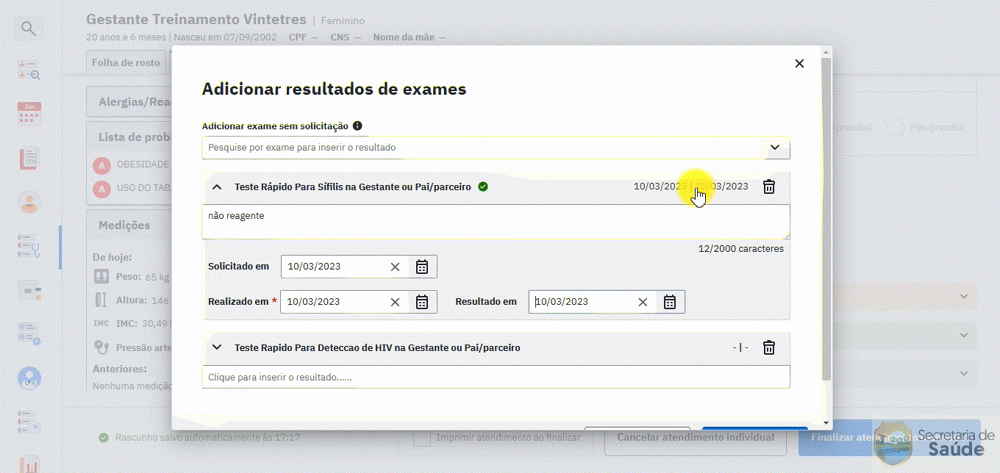 Gestante Treinamento Vintetres | Feminino
20 anos e 6 meses | Nasceu em 07/09/2002 CPF — CNS — Nome da mãe —
Folha de rosto
Alergias/Rea
Lista de prob
A OBESIDADE
A USO DO TAB
Medições
De hoje:
Peso: 65 kg
Altura: 146
IMC IMC: 30,49
Pressão arte
Anteriores:
Nenhuma mediçã
Jan
CDS
Adicionar resultados de exames
Adicionar exame sem solicitação
Pesquise por exame para inserir o resultado
Teste Rápido Para Sífilis na Gestante ou Pai/parceiro 10/03/2023 | 10/03/2023
não reagente
12/2000 caracteres
Solicitado em 10/03/2023
Realizado em * 10/03/2023 Resultado em 10/03/2023
Teste Rapido Para Deteccao de HIV na Gestante ou Pai/parceiro - | -
Clique para inserir o resultado......
prandial Pós-prandial
Rascunho salvo automaticamente às 17:17 Imprimir atendimento ao finalizar Cancelar atendimento individual Finalizar aten
Secretaria de
Saúde